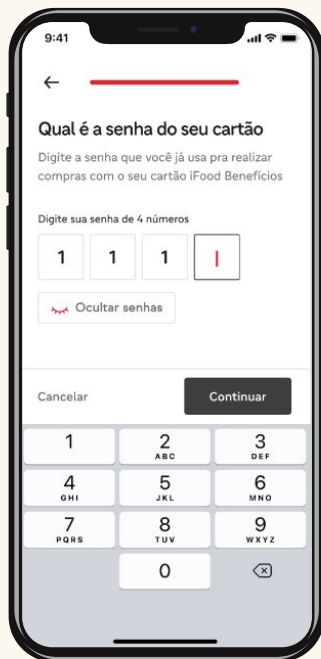 9:41
Qual é a senha do seu cartão
Digite a senha que você já usa pra realizar
compras com o seu cartão iFood Benefícios
Digite sua senha de 4 números
1 1 1
Ocultar senhas
Cancelar Continuar
1 2 3
ABC DEF
4 5 6
GHI JKL MNO
7 8 9
PQRS TUV WXYZ
0